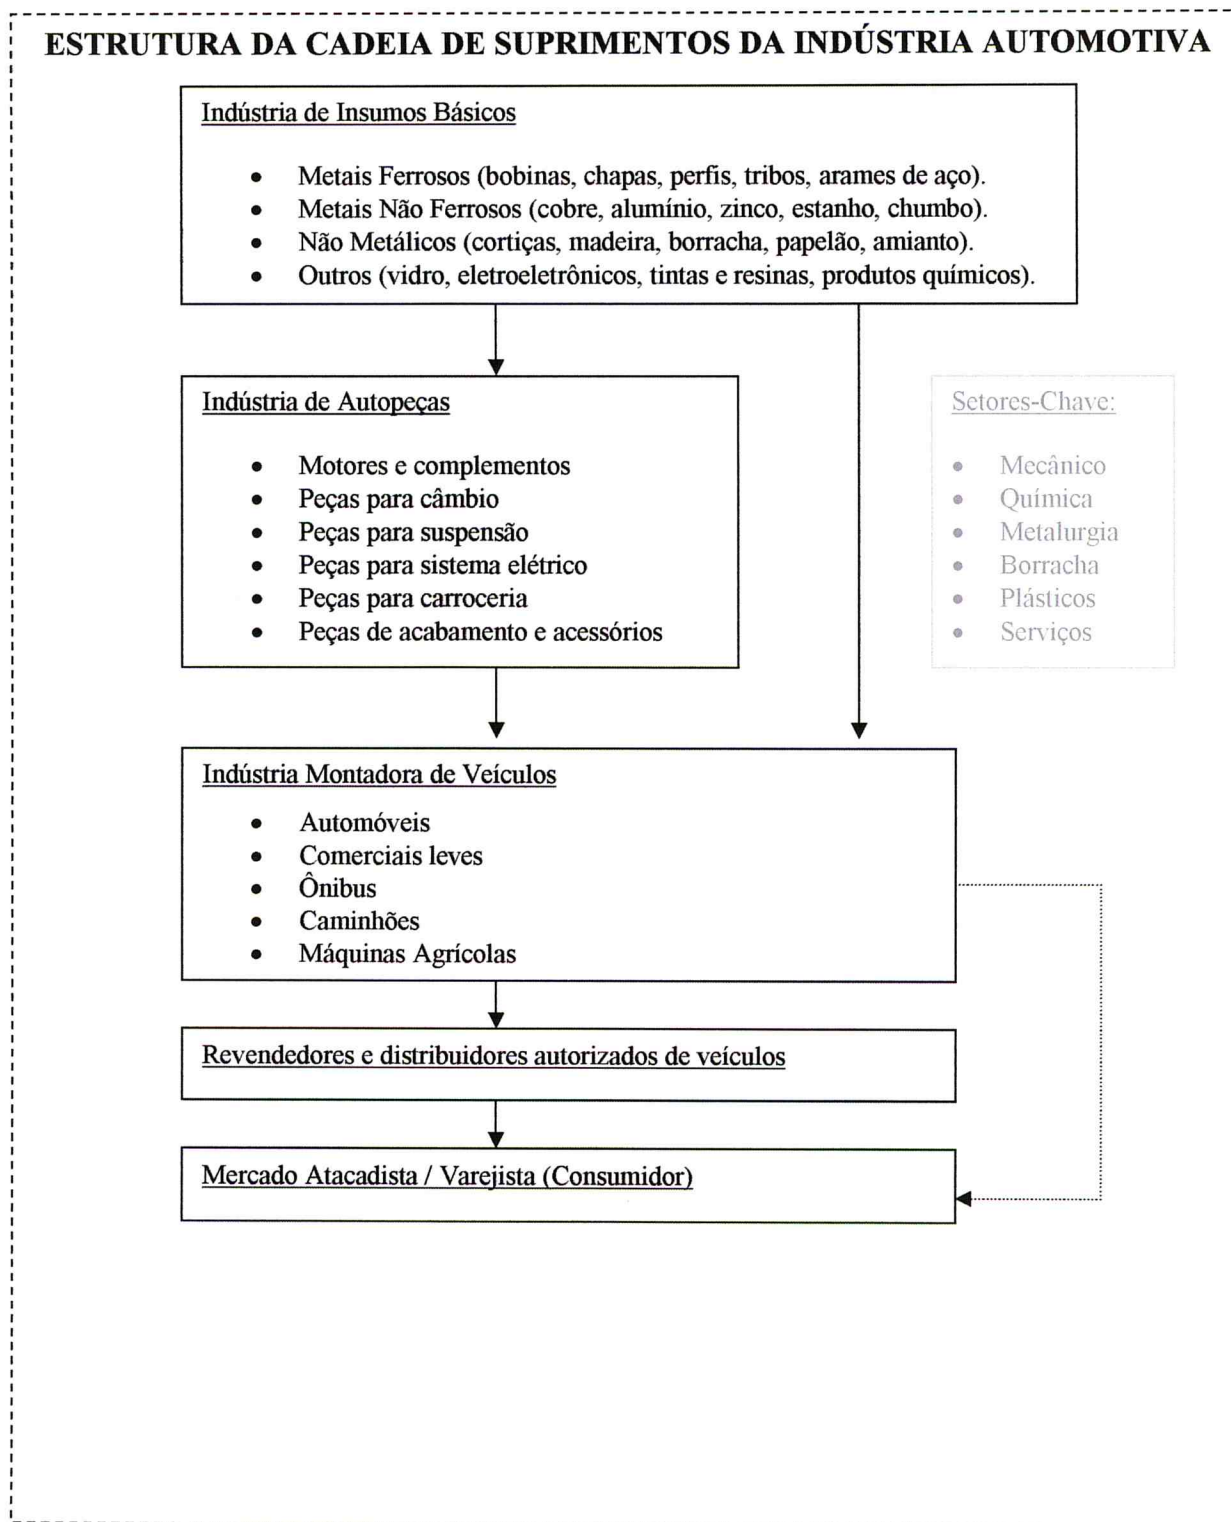 ESTRUTURA DA CADEIA DE SUPRIMENTOS DA INDÚSTRIA AUTOMOTIVA
Indústria de Insumos Básicos
• Metais Ferrosos (bobinas, chapas, perfis, tribos, arames de aço).
• Metais Não Ferrosos (cobre, alumínio, zinco, estanho, chumbo).
• Não Metálicos (cortiças, madeira, borracha, papelão, amianto).
• Outros (vidro, eletroeletrônicos, tintas e resinas, produtos químicos).
Indústria de Autopeças
• Motores e complementos
• Peças para câmbio
• Peças para suspensão
• Peças para sistema elétrico
• Peças para carroceria
• Peças de acabamento e acessórios
Setores-Chave:
• Mecânico
• Química
• Metalurgia
• Borracha
• Plásticos
• Serviços
Indústria Montadora de Veículos
• Automóveis
• Comerciais leves
• Ônibus
• Caminhões
• Máquinas Agrícolas
Revendedores e distribuidores autorizados de veículos
Mercado Atacadista / Varejista (Consumidor)